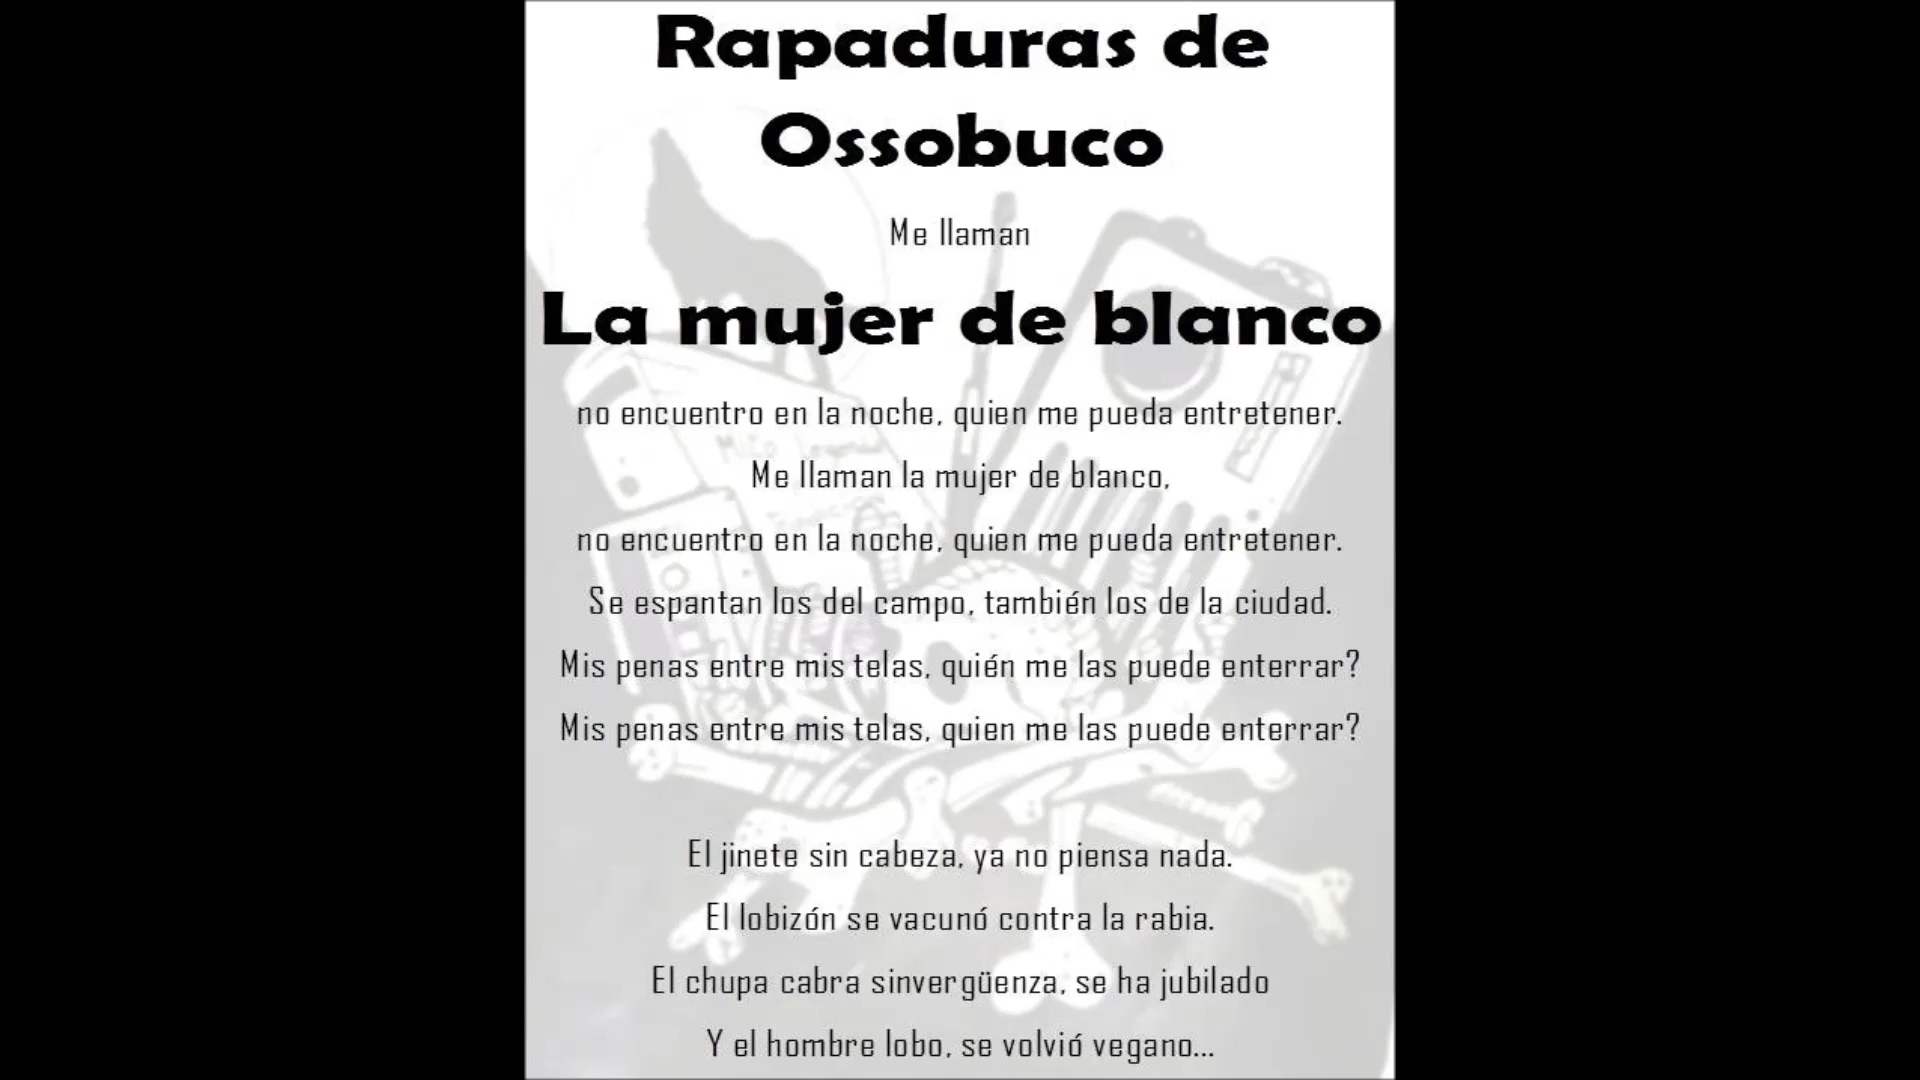 Rapaduras de
Ossobuco
Me llaman
La mujer de blanco
no encuentro en la noche, quien me pueda entretener.
Me llaman la mujer de blanco,
no encuentro en la noche, quien me pueda entretener.
Se espantan los del campo, también los de la ciudad.
Mis penas entre mis telas, quién me las puede enterrar?
Mis penas entre mis telas, quien me las puede enterrar?
El jinete sin cabeza, ya no piensa nada.
El lobizón se vacunó contra la rabia.
El chupa cabra sinvergüenza, se ha jubilado
Y el hombre lobo, se volvió vegano...